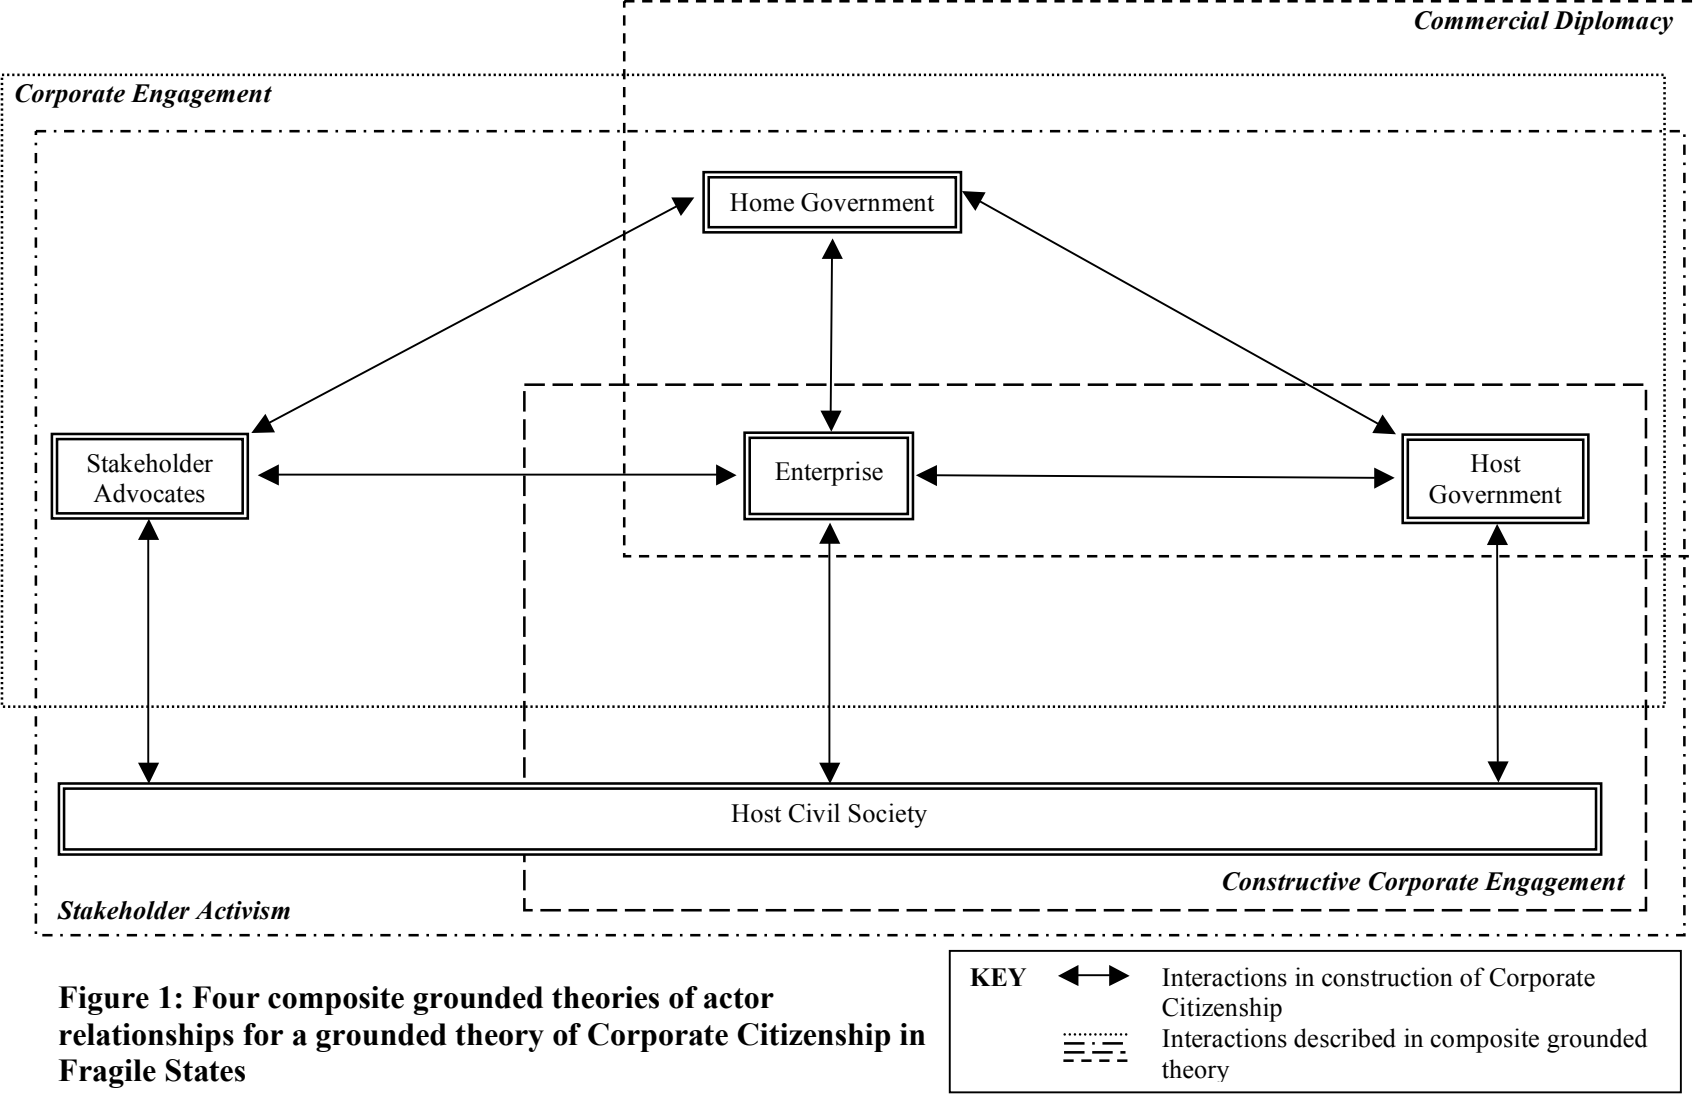 Commercial Diplomacy
Corporate Engagement
Home Government
Stakeholder
Advocates
Enterprise
Host
Government
Host Civil Society
Constructive Corporate Engagement
Stakeholder Activism
Figure 1: Four composite grounded theories of actor
relationships for a grounded theory of Corporate Citizenship in
Fragile States
KEY
Interactions in construction of Corporate
Citizenship
Interactions described in composite grounded
theory